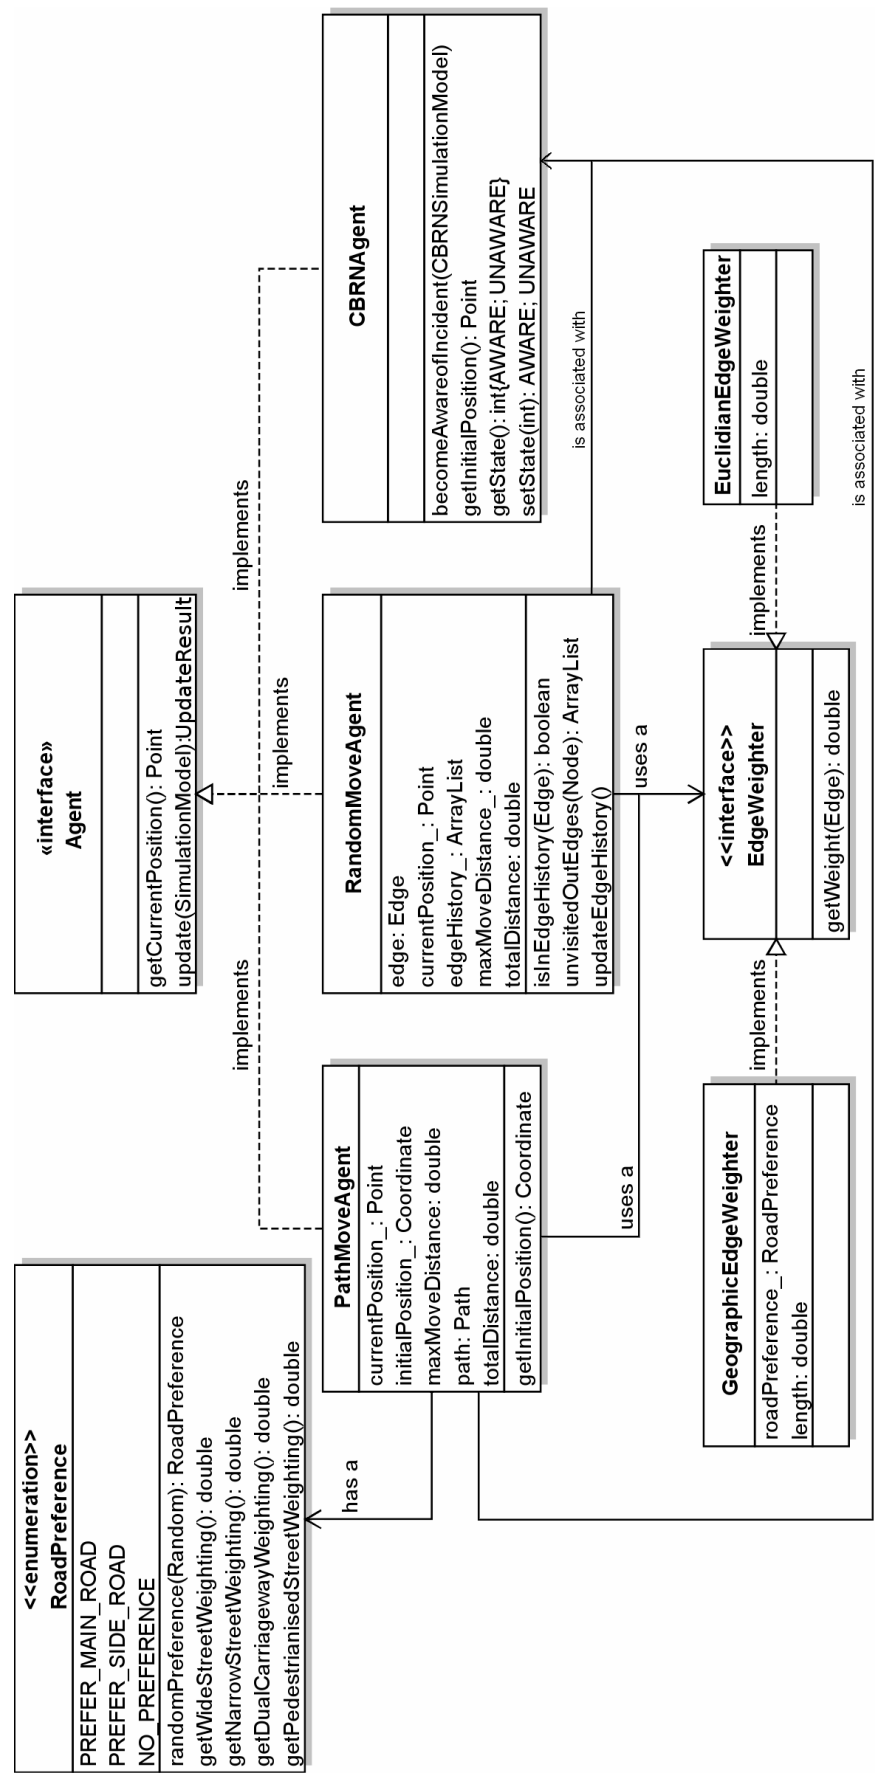 <<enumeration>>
RoadPreference
PREFER_MAIN_ROAD
PREFER_SIDE_ROAD
NO_PREFERENCE
randomPreference(Random): RoadPreference
getWideStreetWeighting(): double
getNarrowStreetWeighting(): double
getDualCarriagewayWeighting(): double
getPedestrianisedStreetWeighting(): double
«interface»
Agent
getCurrentPosition(): Point
update(SimulationModel):UpdateResult
implements
implements
implements
has a
PathMoveAgent
currentPosition_: Point
initialPosition_: Coordinate
maxMoveDistance: double
path: Path
totalDistance: double
getInitialPosition(): Coordinate
RandomMoveAgent
edge: Edge
currentPosition_: Point
edgeHistory_: ArrayList
maxMoveDistance_: double
totalDistance: double
isInEdgeHistory(Edge): boolean
unvisitedOutEdges(Node): ArrayList
updateEdgeHistory()
CBRNAgent
becomeAwareofIncident(CBRNSimulationModel)
getInitialPosition(): Point
getState(): int{AWARE; UNAWARE}
setState(int): AWARE; UNAWARE
uses a
uses a
is associated with
GeographicEdgeWeighter
roadPreference_: RoadPreference
length: double
implements
<<interface>>
EdgeWeighter
getWeight(Edge): double
implements
EuclidianEdgeWeighter
length: double
is associated with